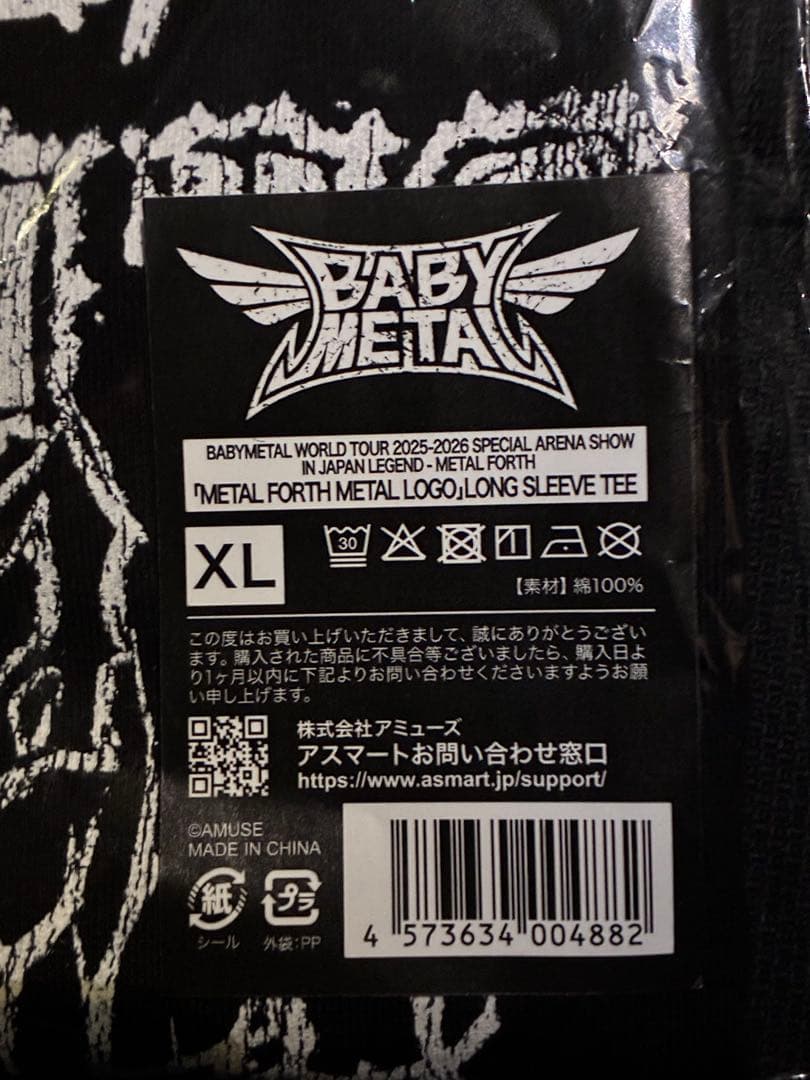 BABY
METAL
BABYMETAL WORLD TOUR 2025-2026 SPECIAL ARENA SHOW
IN JAPAN LEGEND - METAL FORTH
「METAL FORTH METAL LOGO」LONG SLEEVE TEE
XL
30
【素材】綿100%
この度はお買い上げいただきまして、誠にありがとうござい
ます。購入された商品に不具合等ございましたら、購入日よ
り1ヶ月以内に下記よりお問い合わせくださいますようお願
い申し上げます。
株式会社アミューズ
アスマートお問い合わせ窓口
https://www.asmart.jp/support/
©AMUSE
MADE IN CHINA
紙
プラ
シール
外袋:PP
4 573634 004882